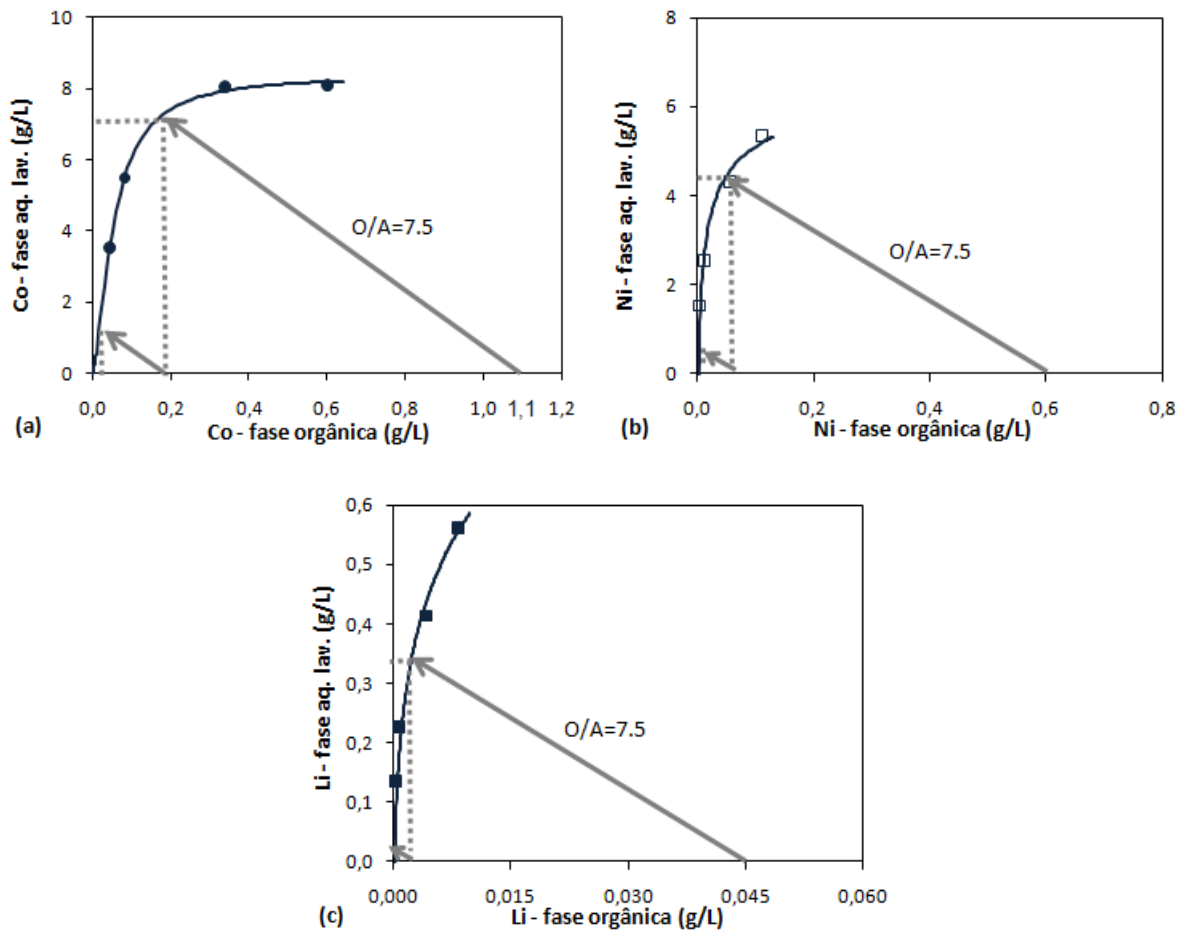 10
8
6
4
2
0
Co - fase aq. lav. (g/L)
O/A=7.5
0,0 0,2 0,4 0,6 0,8 1,0 1,1 1,2
(a) Co - fase orgânica (g/L)
8
6
4
2
0
Ni - fase aq. lav. (g/L)
O/A=7.5
0,0 0,2 0,4 0,6 0,8
(b) Ni - fase orgânica (g/L)
0,6
0,5
0,4
0,3
0,2
0,1
0,0
Li - fase aq. lav. (g/L)
O/A=7.5
0,000 0,015 0,030 0,045 0,060
(c) Li - fase orgânica (g/L)